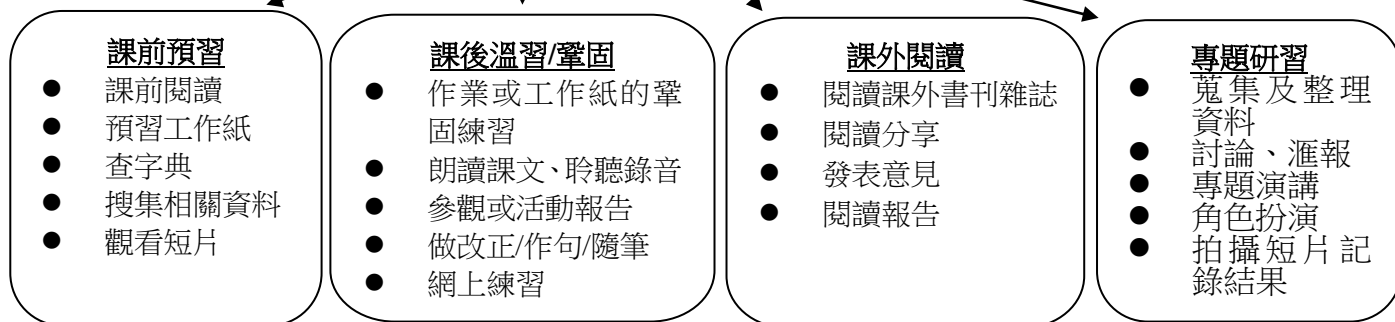 課前預習
● 課前閱讀
● 預習工作紙
● 查字典
● 搜集相關資料
● 觀看短片
課後溫習/鞏固
● 作業或工作紙的鞏
固練習
● 朗讀課文、聆聽錄音
● 參觀或活動報告
● 做改正/作句/隨筆
● 網上練習
課外閱讀
● 閱讀課外書刊雜誌
● 閱讀分享
● 發表意見
● 閱讀報告
專題研習
● 蒐集及整理
資料
● 討論、滙報
● 專題演講
● 角色扮演
● 拍攝短片記
錄結果